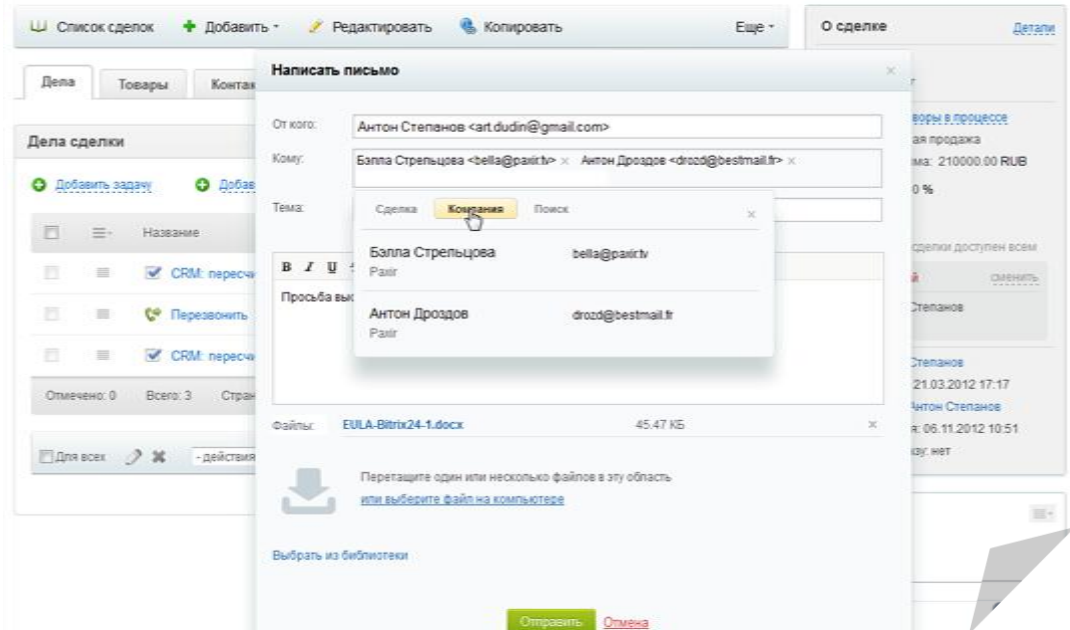 Список сделок Добавить Редактировать Копировать Еще
О сделке Детали
Дела Товары Контак
Дела сделки
Добавить задачу Добав
Название
CRM: пересчи
Перезвонить
CRM: пересчи
Отмечено: 0 Всего: 3 Стран
Для всех - действия
Написать письмо
От кого: Антон Степанов <art.dudin@gmail.com>
Кому: Бэлла Стрельцова <bella@paxir.tv> × Антон Дроздов <drozd@bestmail.fr> ×
Тема:
Сделка Компания Поиск
Бэлла Стрельцова bella@paxir.tv
Paxir
Антон Дроздов drozd@bestmail.fr
Paxir
B I U
Просьба выс
Файлы: EULA-Bitrix24-1.docx 45.47 КБ
Перетащите один или несколько файлов в эту область
или выберите файл на компьютере
Выбрать из библиотеки
Отправить Отмена
воры в процессе
ая продажа
ма: 210000.00 RUB
0 %
сделки доступен всем
й сменить
Степанов
Степанов
21.03.2012 17:17
Антон Степанов
я: 06.11.2012 10:51
зу: нет